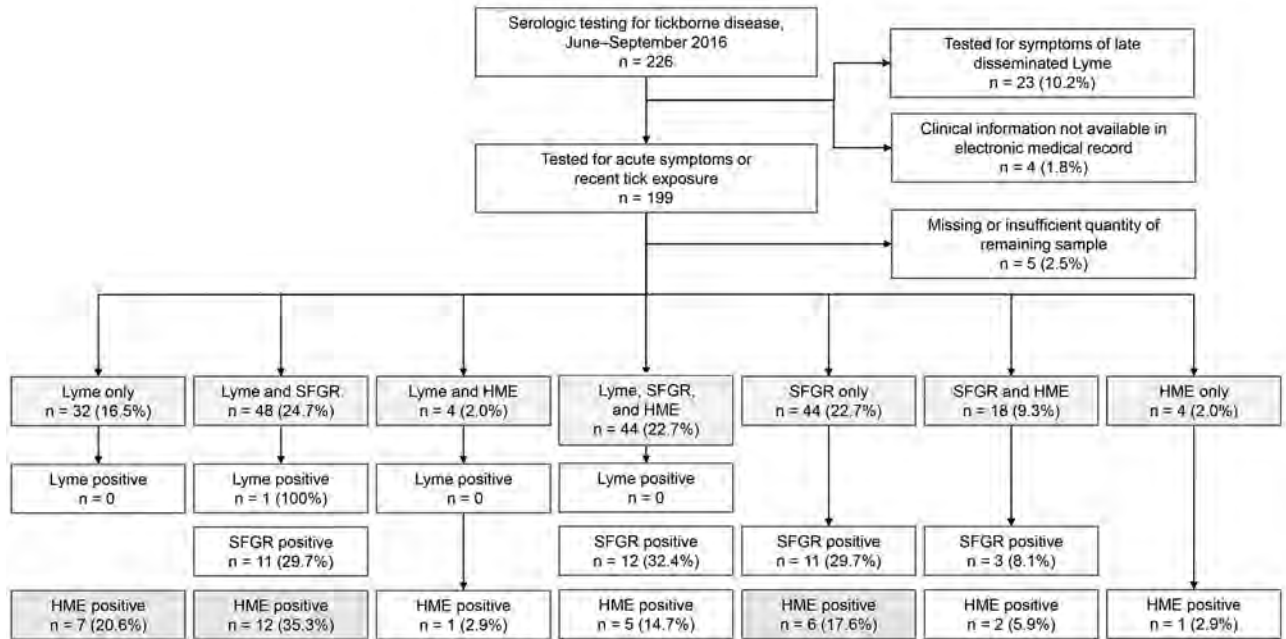 Serologic testing for tickborne disease,
June–September 2016
n = 226
Tested for symptoms of late
disseminated Lyme
n = 23 (10.2%)
Clinical information not available in
electronic medical record
n = 4 (1.8%)
Tested for acute symptoms or
recent tick exposure
n = 199
Missing or insufficient quantity of
remaining sample
n = 5 (2.5%)
Lyme only
n = 32 (16.5%)
Lyme and SFGR
n = 48 (24.7%)
Lyme and HME
n = 4 (2.0%)
Lyme, SFGR,
and HME
n = 44 (22.7%)
SFGR only
n = 44 (22.7%)
SFGR and HME
n = 18 (9.3%)
HME only
n = 4 (2.0%)
Lyme positive
n = 0
Lyme positive
n = 1 (100%)
Lyme positive
n = 0
Lyme positive
n = 0
SFGR positive
n = 11 (29.7%)
SFGR positive
n = 12 (32.4%)
SFGR positive
n = 11 (29.7%)
SFGR positive
n = 3 (8.1%)
HME positive
n = 7 (20.6%)
HME positive
n = 12 (35.3%)
HME positive
n = 1 (2.9%)
HME positive
n = 5 (14.7%)
HME positive
n = 6 (17.6%)
HME positive
n = 2 (5.9%)
HME positive
n = 1 (2.9%)